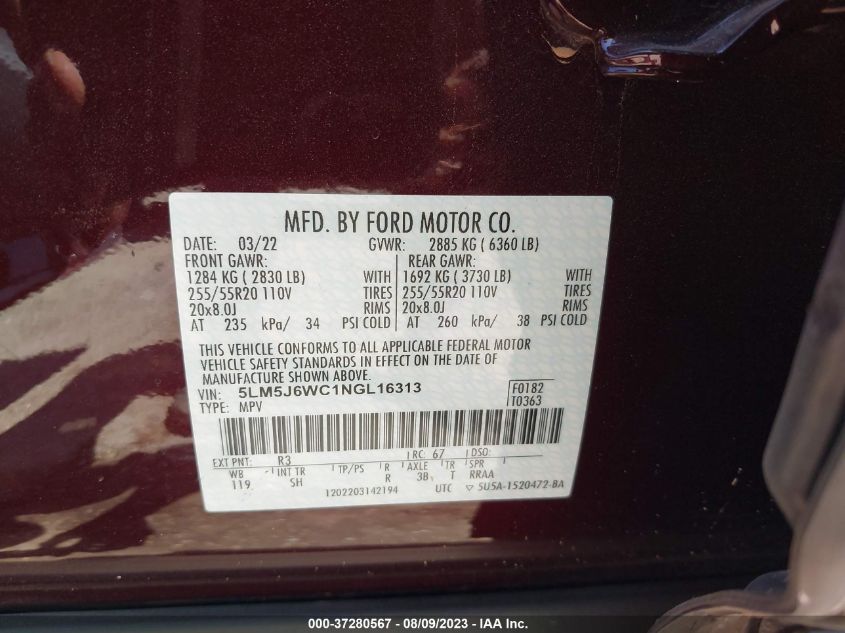 MFD. BY FORD MOTOR CO.
DATE: 03/22 GVWR: 2885 KG ( 6360 LB)
FRONT GAWR: REAR GAWR:
1284 KG ( 2830 LB) WITH 1692 KG ( 3730 LB) WITH
255/55R20 110V TIRES 255/55R20 110V TIRES
20x8.0J RIMS 20x8.0J RIMS
AT 235 kPa/ 34 PSI COLD AT 260 kPa/ 38 PSI COLD
THIS VEHICLE CONFORMS TO ALL APPLICABLE FEDERAL MOTOR
VEHICLE SAFETY STANDARDS IN EFFECT ON THE DATE OF
MANUFACTURE SHOWN ABOVE.
VIN: 5LM5J6WC1NGL16313 F0182
TYPE: MPV T0363
EXT PNT: R3 RC: 67 DSO:
WB INT TR TP/PS R AXLE TR SPR
119 SH R 3B T RRAA
1202203142194 UTC ▽ 5U5A-1520472-BA
000-37280567 - 08/09/2023 - IAA Inc.